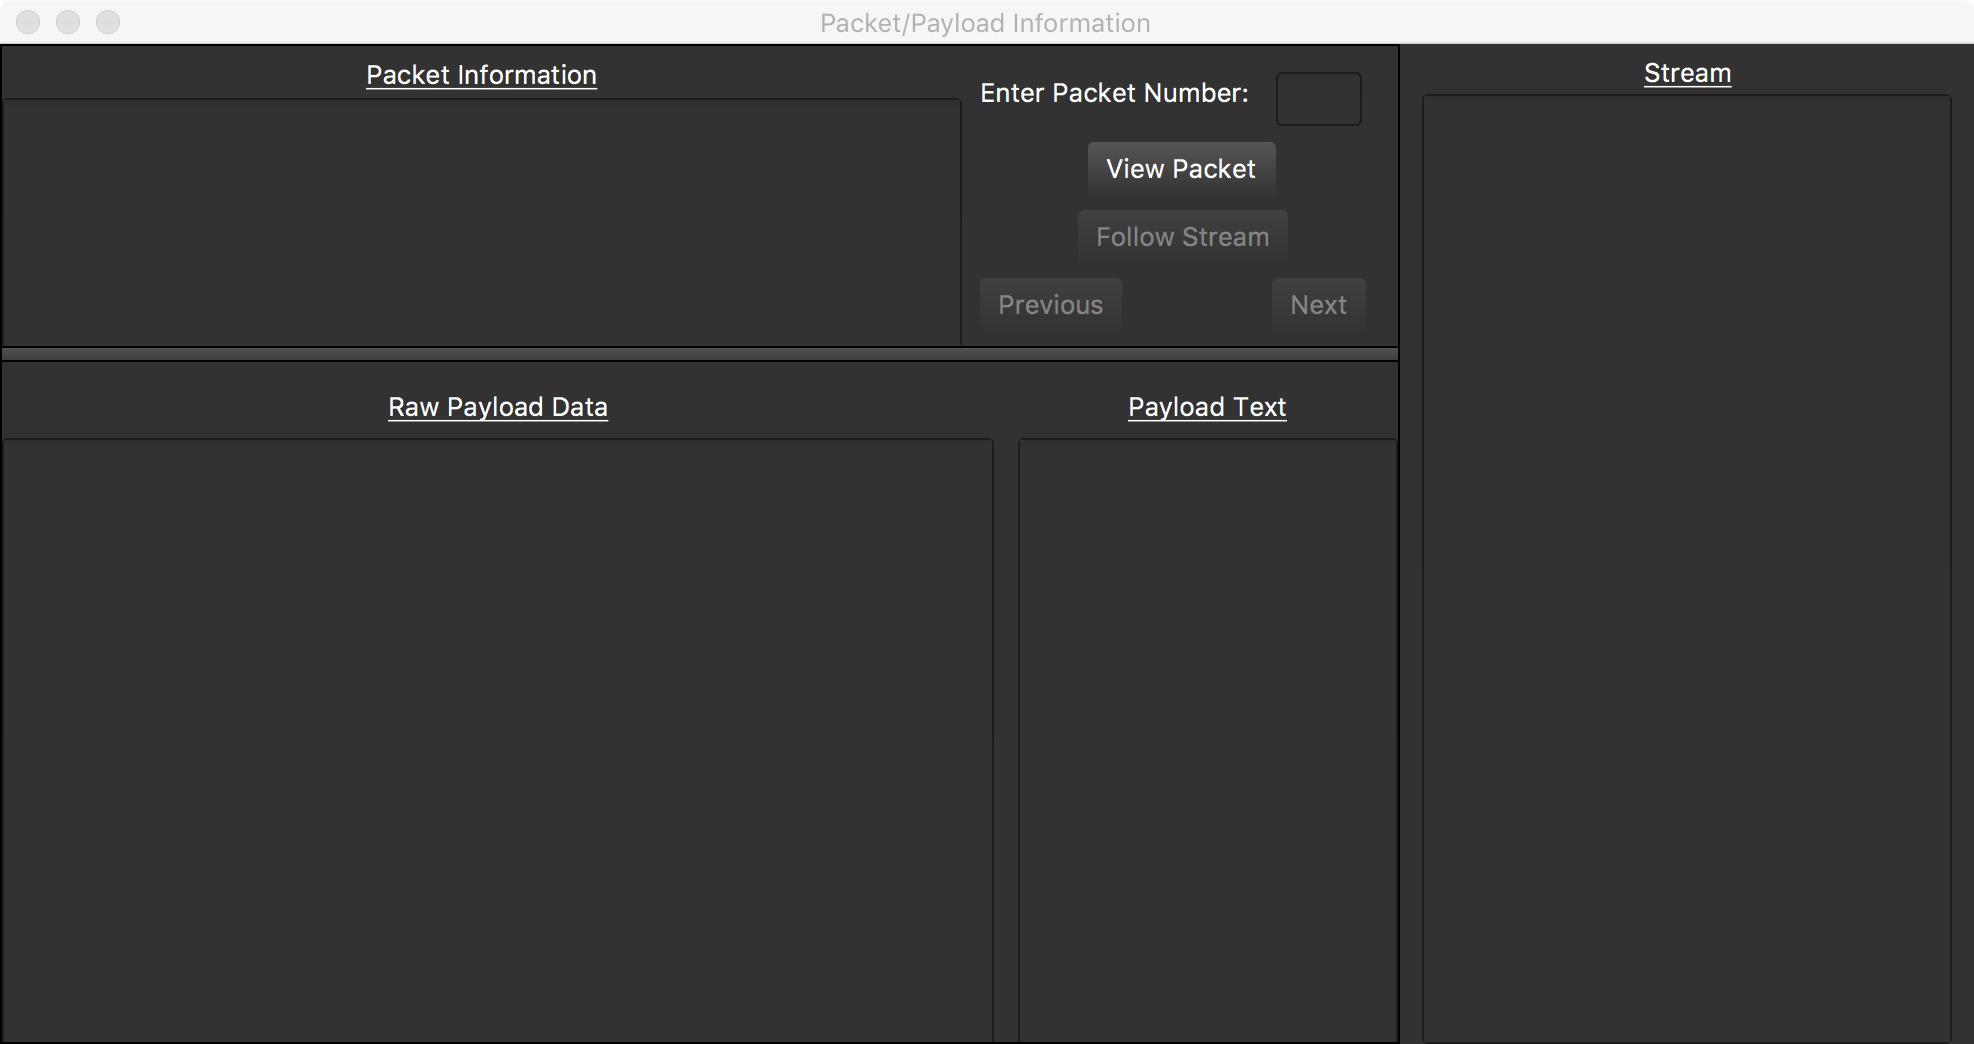 Packet/Payload Information
Packet Information
Enter Packet Number:
View Packet
Follow Stream
Previous Next
Stream
Raw Payload Data
Payload Text